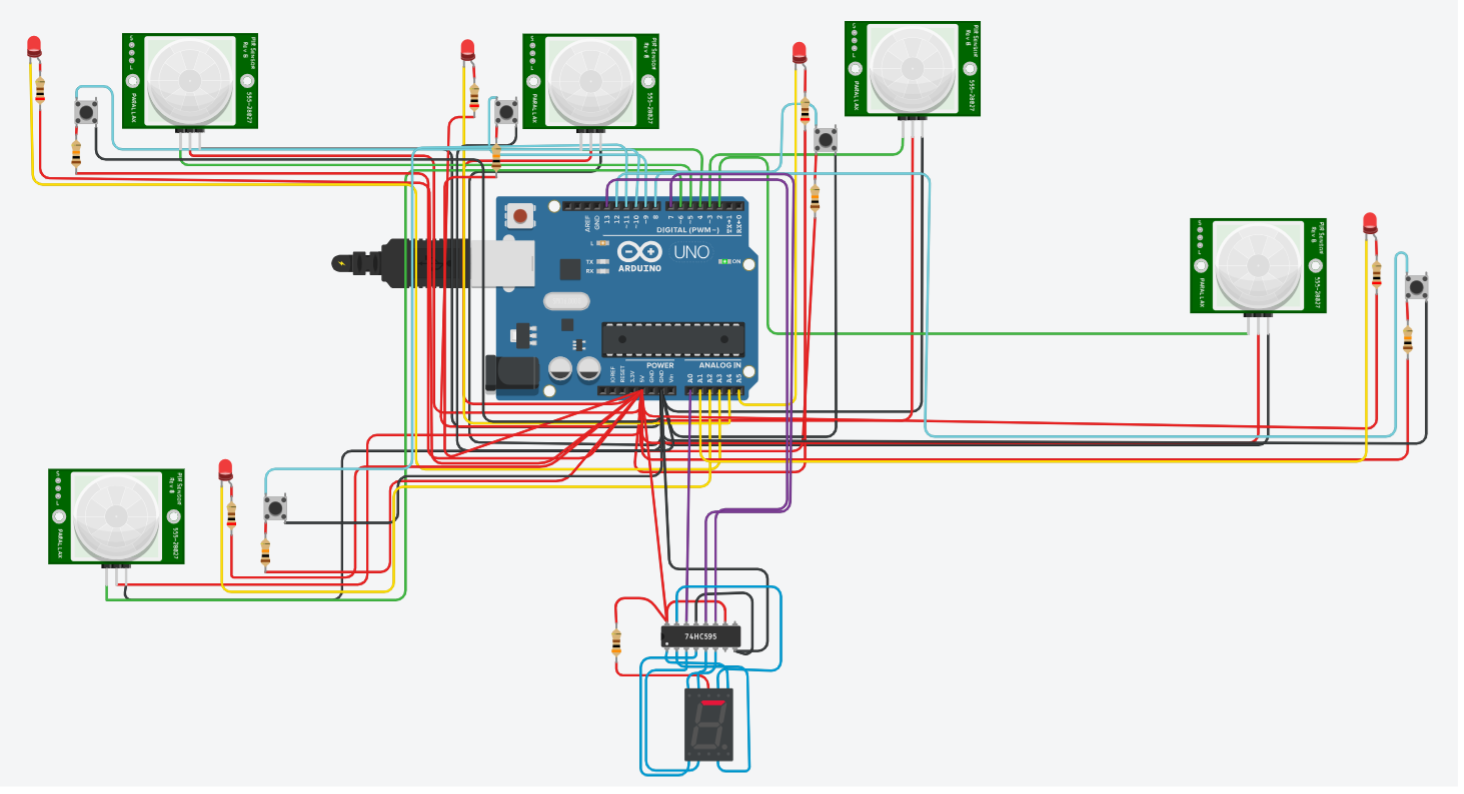 PIR Sensor
Rev B
PARALLAX
555-28027
PIR Sensor
Rev B
PARALLAX
555-28027
PIR Sensor
Rev B
PARALLAX
555-28027
AREF
GND
13
12
~11
~10
~9
8
7
~6
~5
4
~3
2
TX→1
RX←0
DIGITAL (PWM~)
L
TX
RX
UNO
ARDUINO
ON
PIR Sensor
Rev B
PARALLAX
555-28027
POWER
ANALOG IN
IOREF
RESET
3.3V
5V
GND
GND
Vin
A0
A1
A2
A3
A4
A5
PIR Sensor
Rev B
PARALLAX
555-28027
74HC595